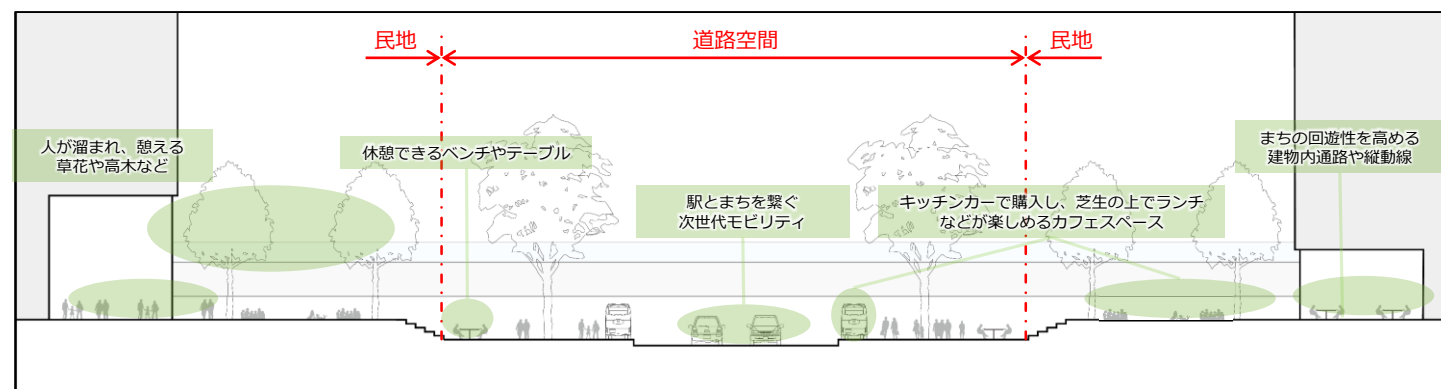 民地
道路空間
民地
人が溜まれ、憩える
草花や高木など
休憩できるベンチやテーブル
駅とまちを繋ぐ
次世代モビリティ
キッチンカーで購入し、芝生の上でランチ
などが楽しめるカフェスペース
まちの回遊性を高める
建物内通路や縦動線